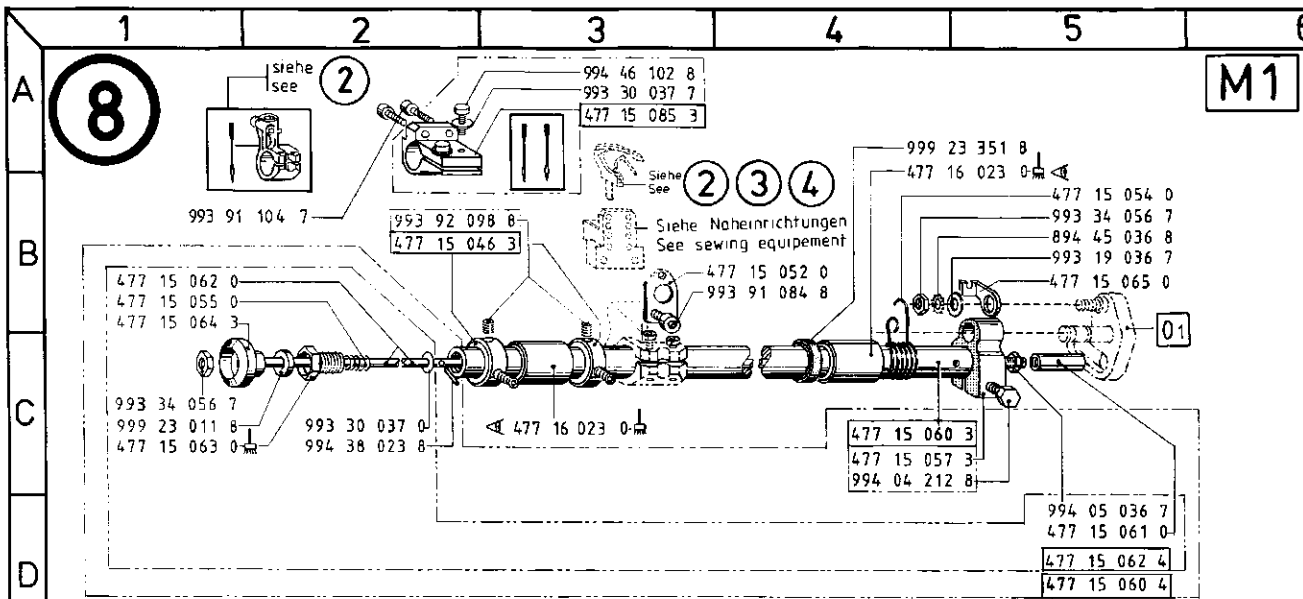 1 2 3 4 5 6
A
B
C
D
8
M1
siehe
see
2
994 46 102 8
993 30 037 7
477 15 085 3
993 91 104 7
Siehe
See
2 3 4
Siehe Naheinrichtungen
See sewing equipement
999 23 351 8
477 16 023 0
993 92 098 8
477 15 046 3
477 15 052 0
993 91 084 8
477 15 054 0
993 34 056 7
894 45 036 8
993 19 036 7
477 15 065 0
01
477 15 062 0
477 15 055 0
477 15 064 3
993 34 056 7
999 23 011 8
477 15 063 0
993 30 037 0
994 38 023 8
477 16 023 0
477 15 060 3
477 15 057 3
994 04 212 8
994 05 036 7
477 15 061 0
477 15 062 4
477 15 060 4